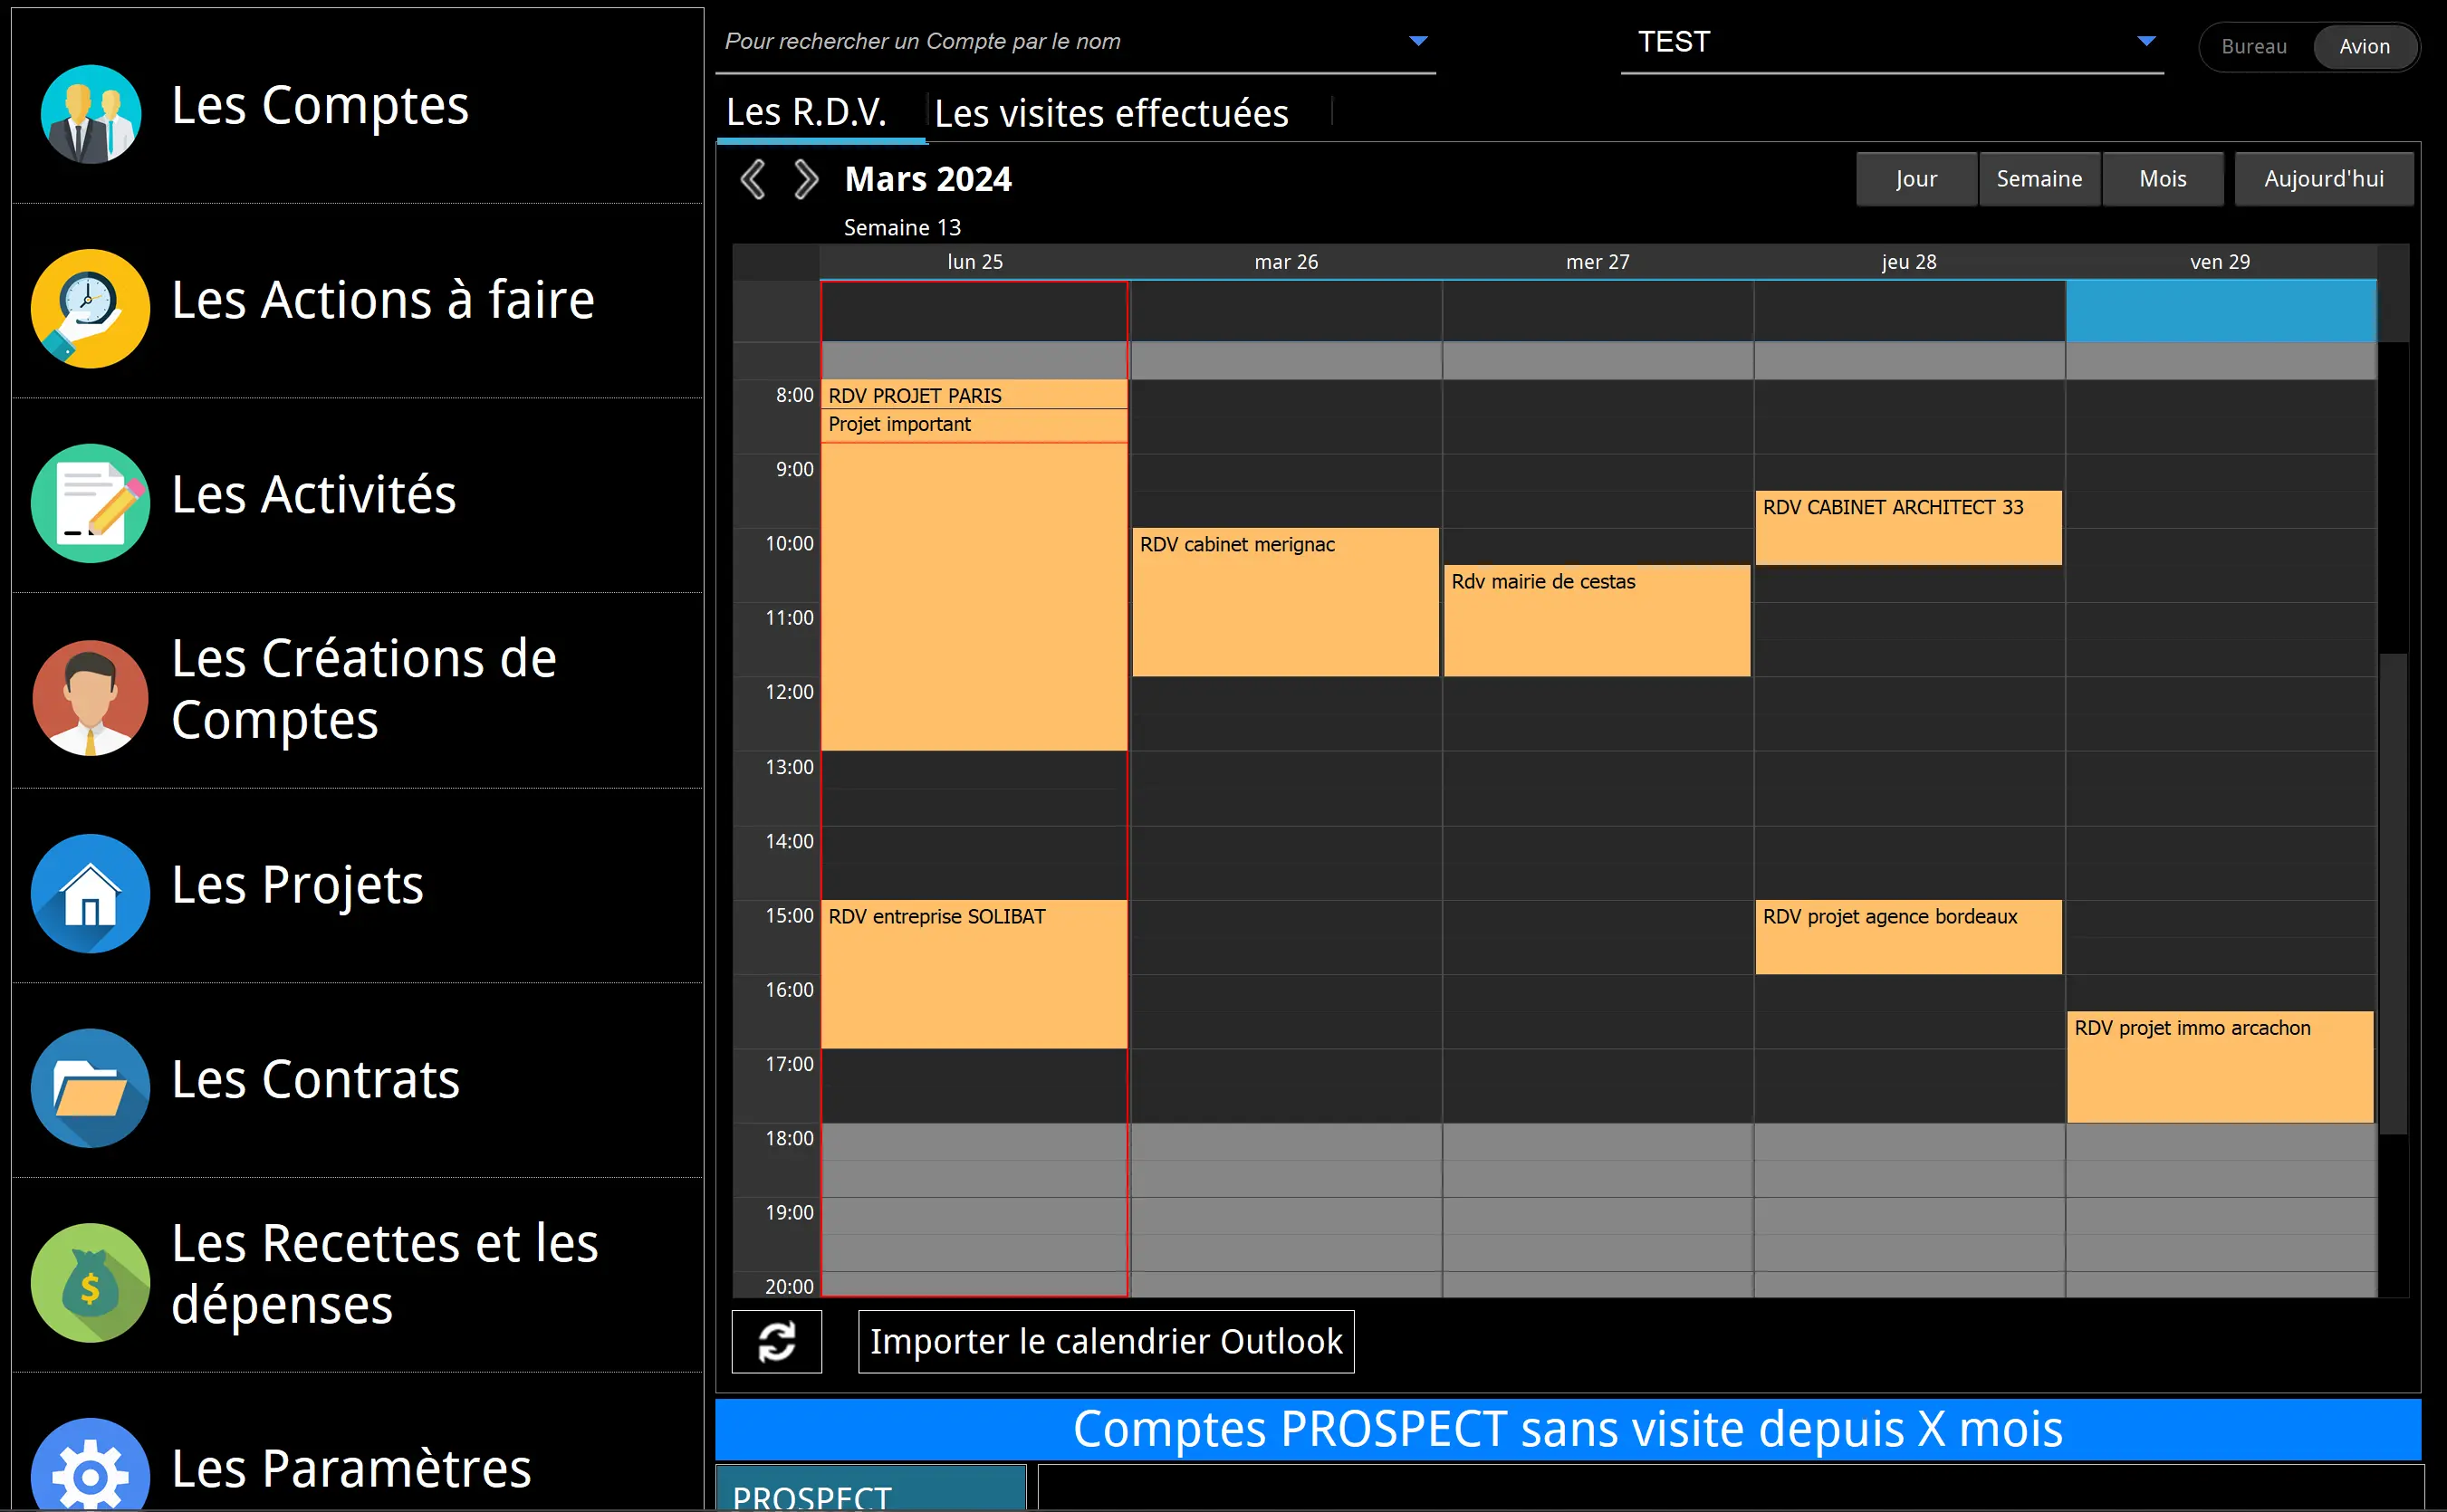 Les Comptes
Les Actions à faire
Les Activités
Les Créations de
Comptes
Les Projets
Les Contrats
Les Recettes et les
dépenses
$
Les Paramètres
Pour rechercher un Compte par le nom
TEST
Bureau
Avion
Les R.D.V.
Les visites effectuées
Mars 2024
Jour
Semaine
Mois
Aujourd'hui
Semaine 13
lun 25
mar 26
mer 27
jeu 28
ven 29
8:00
RDV PROJET PARIS
Projet important
9:00
RDV CABINET ARCHITECT 33
10:00
RDV cabinet merignac
Rdv mairie de cestas
11:00
12:00
13:00
14:00
15:00
RDV entreprise SOLIBAT
RDV projet agence bordeaux
16:00
RDV projet immo arcachon
17:00
18:00
19:00
20:00
Importer le calendrier Outlook
Comptes PROSPECT sans visite depuis X mois
PROSPECT